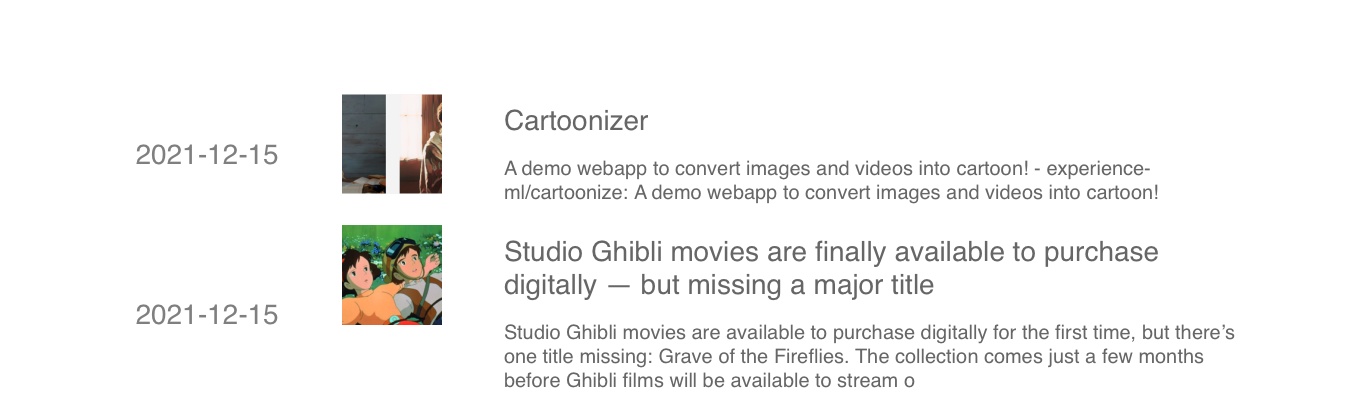 2021-12-15
Cartoonizer
A demo webapp to convert images and videos into cartoon! - experience-
ml/cartoonize: A demo webapp to convert images and videos into cartoon!
2021-12-15
Studio Ghibli movies are finally available to purchase
digitally — but missing a major title
Studio Ghibli movies are available to purchase digitally for the first time, but there’s
one title missing: Grave of the Fireflies. The collection comes just a few months
before Ghibli films will be available to stream o